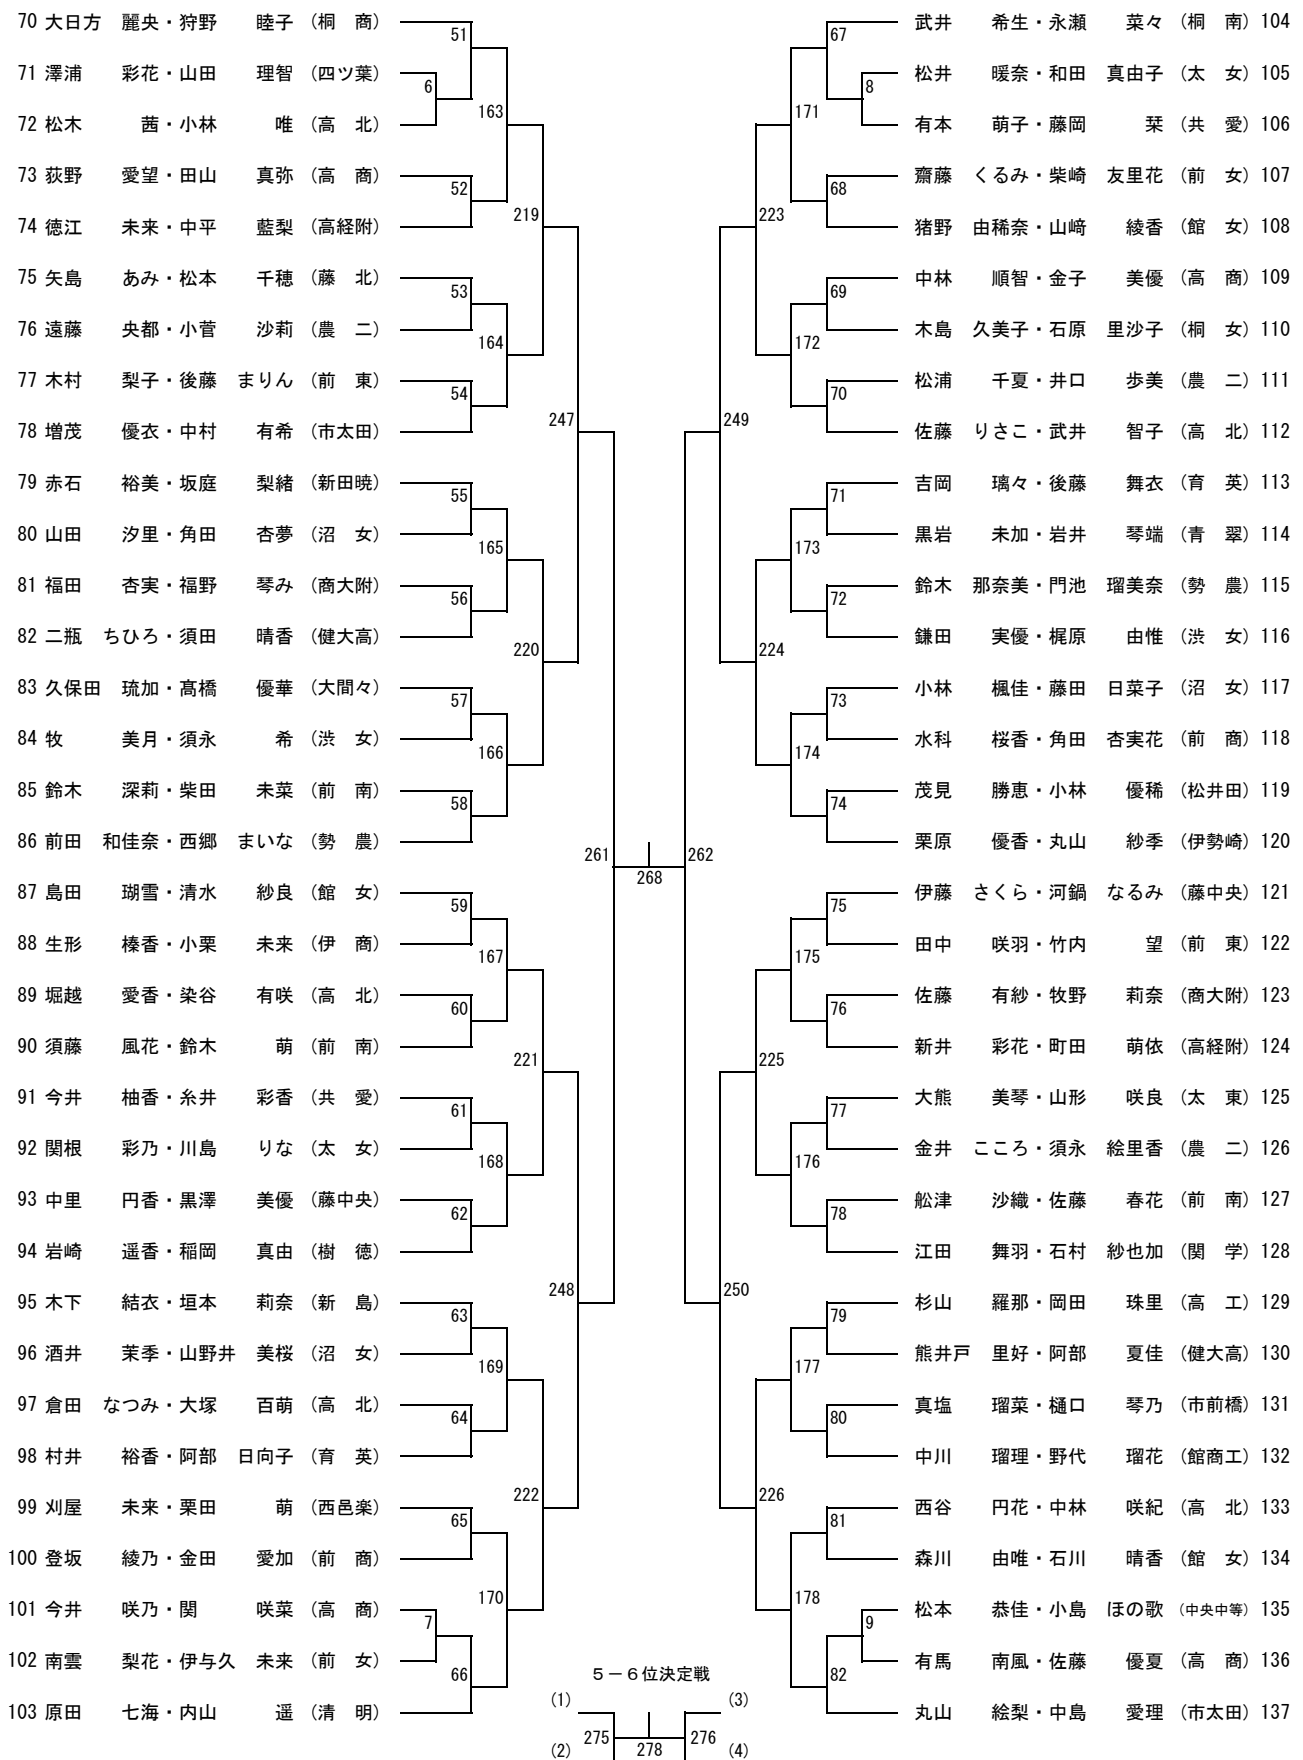 70 大日方 麗央・狩野 睦子 (桐 商)
51
71 澤浦 彩花・山田 理智 (四ツ葉)
6
72 松木 茜・小林 唯 (高 北)
163
73 荻野 愛望・田山 真弥 (高 商)
52
74 徳江 未来・中平 藍梨 (高経附)
219
75 矢島 あみ・松本 千穂 (藤 北)
53
76 遠藤 央都・小菅 沙莉 (農 二)
164
77 木村 梨子・後藤 まりん (前 東)
54
78 増茂 優衣・中村 有希 (市太田)
247
79 赤石 裕美・坂庭 梨緒 (新田暁)
55
80 山田 汐里・角田 杏夢 (沼 女)
165
81 福田 杏実・福野 琴み (商大附)
56
82 二瓶 ちひろ・須田 晴香 (健大高)
220
83 久保田 琉加・髙橋 優華 (大間々)
57
84 牧 美月・須永 希 (渋 女)
166
85 鈴木 深莉・柴田 未菜 (前 南)
58
86 前田 和佳奈・西郷 まいな (勢 農)
261
87 島田 瑚雪・清水 紗良 (館 女)
59
88 生形 榛香・小栗 未来 (伊 商)
167
89 堀越 愛香・染谷 有咲 (高 北)
60
90 須藤 風花・鈴木 萌 (前 南)
221
91 今井 柚香・糸井 彩香 (共 愛)
61
92 関根 彩乃・川島 りな (太 女)
168
93 中里 円香・黒澤 美優 (藤中央)
62
94 岩崎 遥香・稲岡 真由 (樹 徳)
248
95 木下 結衣・垣本 莉奈 (新 島)
63
96 酒井 茉季・山野井 美桜 (沼 女)
169
97 倉田 なつみ・大塚 百萌 (高 北)
64
98 村井 裕香・阿部 日向子 (育 英)
222
99 刈屋 未来・栗田 萌 (西邑楽)
65
100 登坂 綾乃・金田 愛加 (前 商)
170
101 今井 咲乃・関 咲菜 (高 商)
7
102 南雲 梨花・伊与久 未来 (前 女)
66
103 原田 七海・内山 遥 (清 明)
268
武井 希生・永瀬 菜々 (桐 南) 104
67
松井 暖奈・和田 真由子 (太 女) 105
8
有本 萌子・藤岡 栞 (共 愛) 106
171
齋藤 くるみ・柴崎 友里花 (前 女) 107
68
猪野 由稀奈・山﨑 綾香 (館 女) 108
223
中林 順智・金子 美優 (高 商) 109
69
木島 久美子・石原 里沙子 (桐 女) 110
172
松浦 千夏・井口 歩美 (農 二) 111
70
佐藤 りさこ・武井 智子 (高 北) 112
249
吉岡 璃々・後藤 舞衣 (育 英) 113
71
黒岩 未加・岩井 琴端 (青 翠) 114
173
鈴木 那奈美・門池 瑠美奈 (勢 農) 115
72
鎌田 実優・梶原 由惟 (渋 女) 116
224
小林 楓佳・藤田 日菜子 (沼 女) 117
73
水科 桜香・角田 杏実花 (前 商) 118
174
茂見 勝恵・小林 優稀 (松井田) 119
74
栗原 優香・丸山 紗季 (伊勢崎) 120
262
伊藤 さくら・河鍋 なるみ (藤中央) 121
75
田中 咲羽・竹内 望 (前 東) 122
175
佐藤 有紗・牧野 莉奈 (商大附) 123
76
新井 彩花・町田 萌依 (高経附) 124
225
大熊 美琴・山形 咲良 (太 東) 125
77
金井 こころ・須永 絵里香 (農 二) 126
176
舩津 沙織・佐藤 春花 (前 南) 127
78
江田 舞羽・石村 紗也加 (関 学) 128
250
杉山 羅那・岡田 珠里 (高 工) 129
79
熊井戸 里好・阿部 夏佳 (健大高) 130
177
真塩 瑠菜・樋口 琴乃 (市前橋) 131
80
中川 瑠理・野代 瑠花 (館商工) 132
226
西谷 円花・中林 咲紀 (高 北) 133
81
森川 由唯・石川 晴香 (館 女) 134
178
松本 恭佳・小島 ほの歌 (中央中等) 135
9
有馬 南風・佐藤 優夏 (高 商) 136
82
丸山 絵梨・中島 愛理 (市太田) 137
5－6位決定戦
(1) (3)
275 278 276
(2) (4)